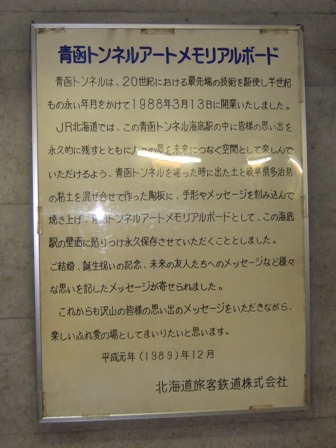 青函トンネルアートメモリアルボード
青函トンネルは、20世紀における最先端の技術を駆使し半世紀
もの永い年月をかけて1988年3月13日に開業いたしました。
JR北海道では、この青函トンネル海底駅の中に皆様の思い出を
永久的に残すとともに人々の夢を未来につなぐ空間として楽しんで
いただけるよう、青函トンネルを掘った時に出た土と岐阜県多治見
の粘土を混ぜ合せて作った陶板に、手形やメッセージを刻み込んで
焼き上げ、青函トンネルアートメモリアルボードとして、この海底
駅の壁面に貼りつけ永久保存させていただくこととしました。
ご結婚、誕生祝いの記念、未来の友人たちへのメッセージなど様々
な思いを記したメッセージが寄せられました。
これからも沢山の皆様の思い出のメッセージをいただきながら、
楽しいふれ愛の場としてまいりたいと思います。
平成元年(1989)年12月
北海道旅客鉄道株式会社